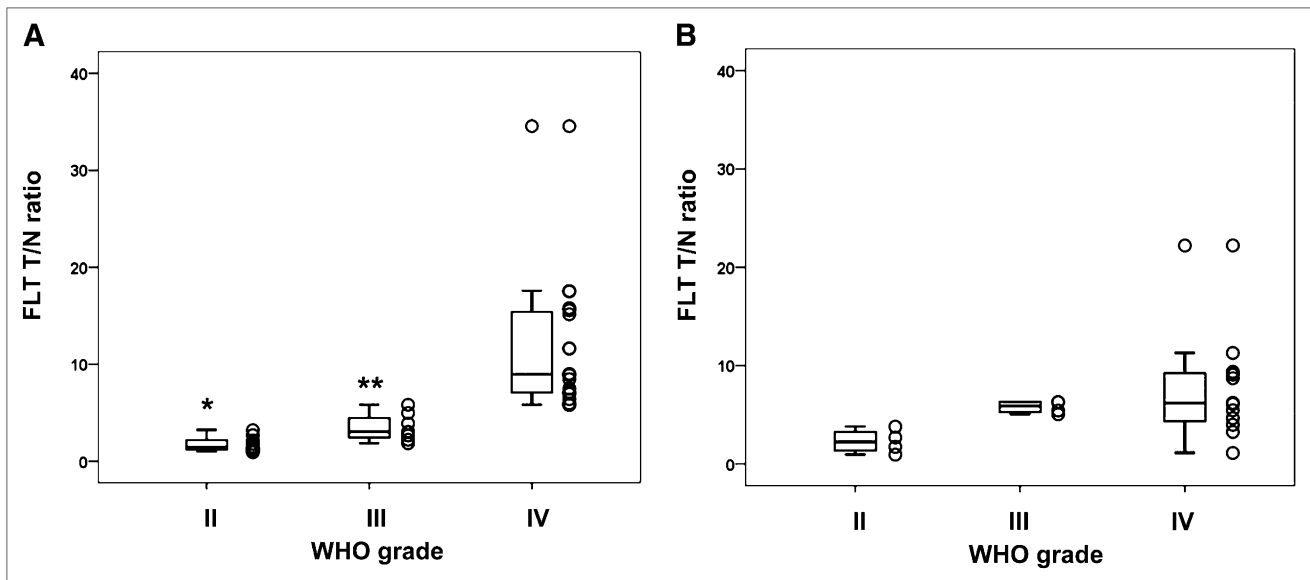 A
FLT T/N ratio
40
30
20
10
0
*
**
II
III
IV
WHO grade
B
FLT T/N ratio
40
30
20
10
0
II
III
IV
WHO grade